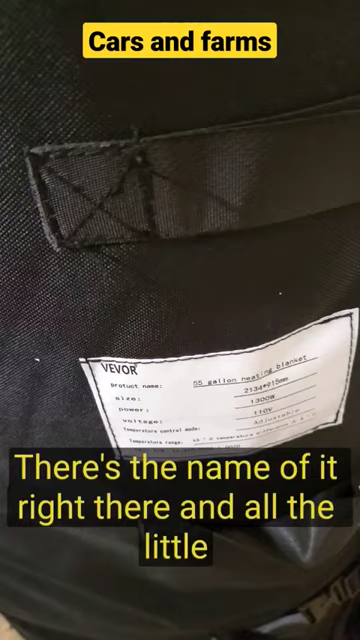 Cars and farms
VEVOR
Protuct name: 55 gallon heating blanket
size: 2134*915mm
power: 1300W
voltage: 110V
Temperature control mode: Adjustable
Temperature range:
There's the name of it
right there and all the
little